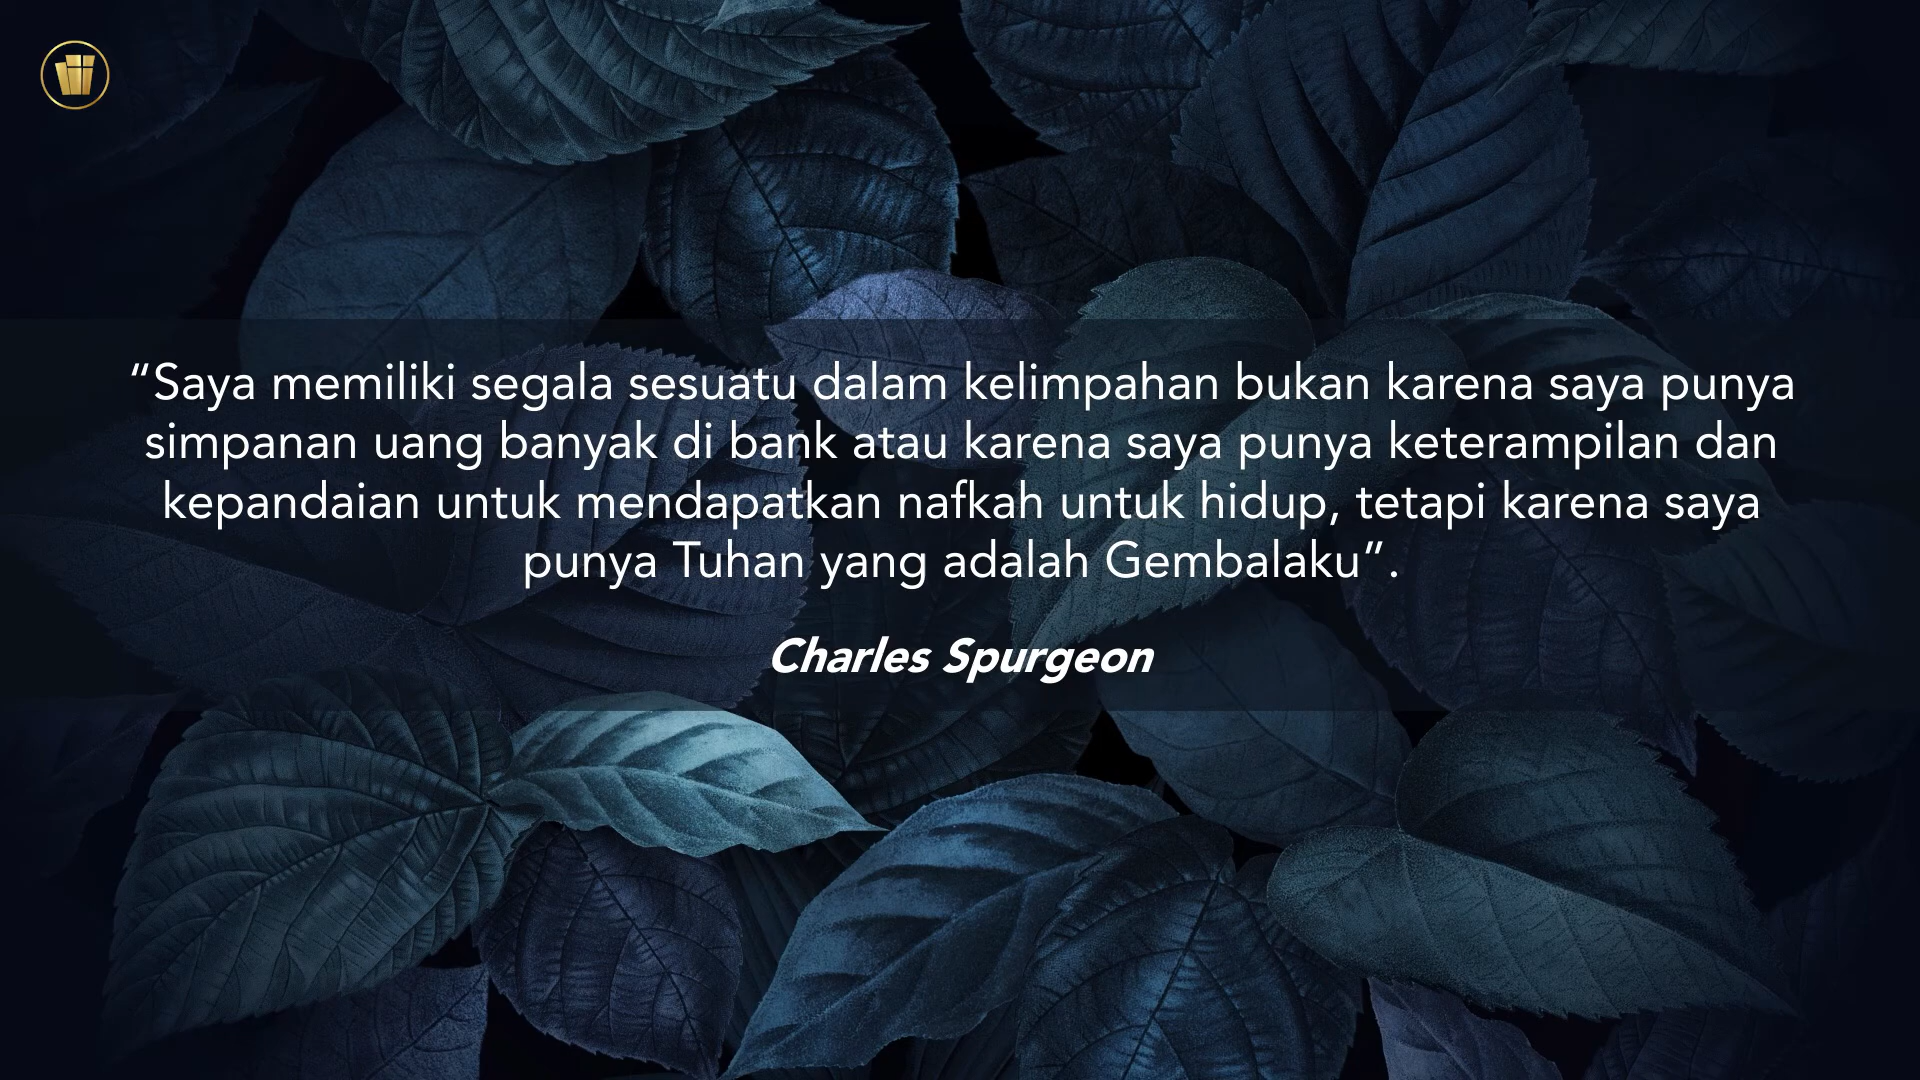 “Saya memiliki segala sesuatu dalam kelimpahan bukan karena saya punya
simpanan uang banyak di bank atau karena saya punya keterampilan dan
kepandaian untuk mendapatkan nafkah untuk hidup, tetapi karena saya
punya Tuhan yang adalah Gembalaku”.
Charles Spurgeon